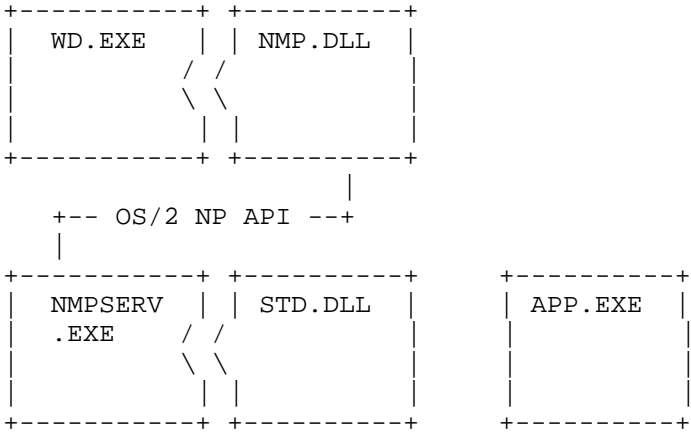 WD.EXE NMP.DLL
OS/2 NP API
NMPSERV STD.DLL APP.EXE
.EXE